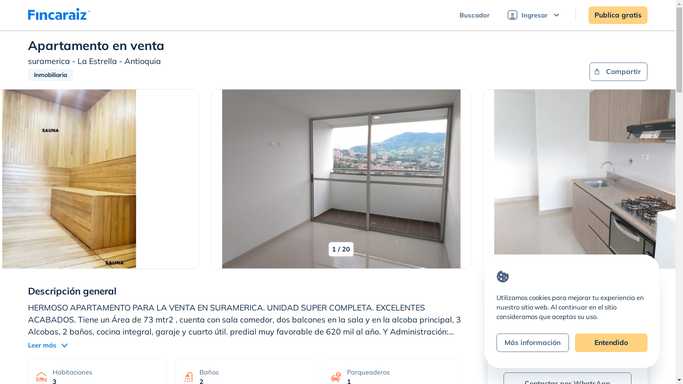 Fincaraiz
Buscador
Ingresar
Publica gratis
Apartamento en venta
suramerica - La Estrella - Antioquia
Inmobiliaria
Compartir
SAUNA
SAUNA
1 / 20
Descripción general
HERMOSO APARTAMENTO PARA LA VENTA EN SURAMERICA. UNIDAD SUPER COMPLETA. EXCELENTES
ACABADOS. Tiene un Área de 73 mtr2 , cuenta con sala comedor, dos balcones en la sala y en la alcoba principal, 3
Alcobas, 2 baños, cocina integral, garaje y cuarto útil. predial muy favorable de 620 mil al año. Y Administración:...
Leer más
Habitaciones
3
Baños
2
Parqueaderos
1
Utilizamos cookies para mejorar tu experiencia en
nuestro sitio web. Al continuar en el sitio
consideramos que aceptas su uso.
Más información
Entendido
Contactar por WhatsApp